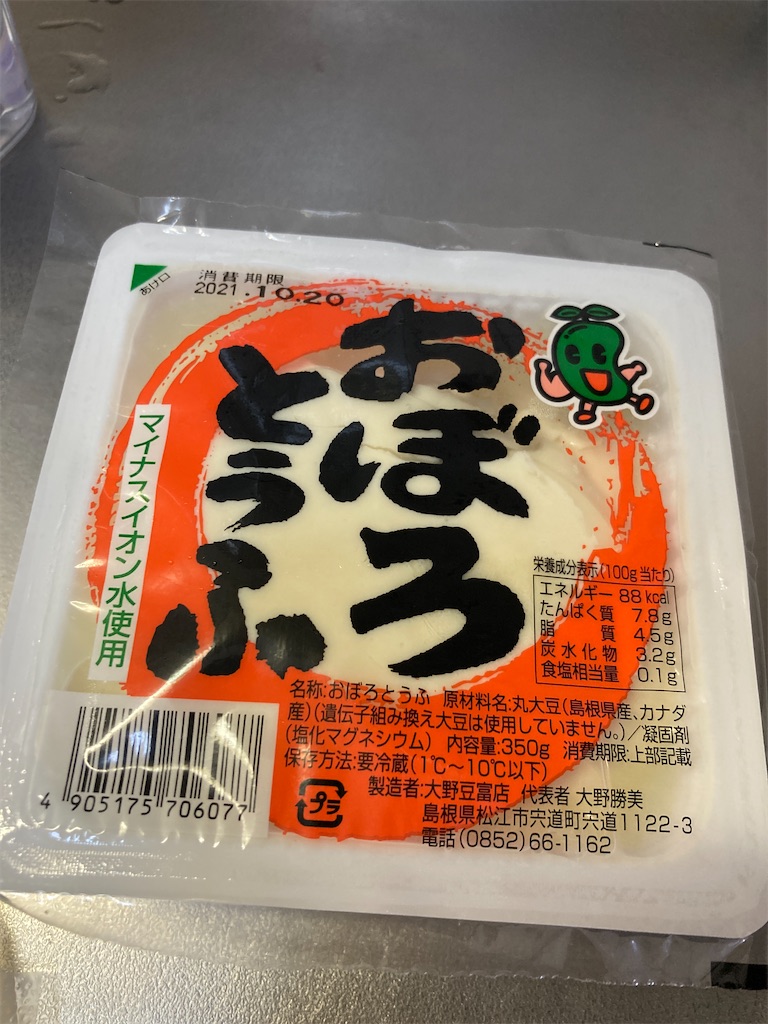 あけ口
消費期限
2021.10.20
おぼろ
とうふ
マイナスイオン水使用
栄養成分表示(100g当たり)
エネルギー 88kcal
たんぱく質 7.8g
脂質 4.5g
炭水化物 3.2g
食塩相当量 0.1g
名称:おぼろとうふ 原材料名:丸大豆(島根県産、カナダ
産)(遺伝子組み換え大豆は使用していません。)/凝固剤
(塩化マグネシウム) 内容量:350g 消費期限:上部記載
保存方法:要冷蔵(1℃〜10℃以下)
製造者:大野豆富店 代表者 大野勝美
島根県松江市宍道町宍道1122-3
電話(0852)66-1162
プラ
4 905175 706077